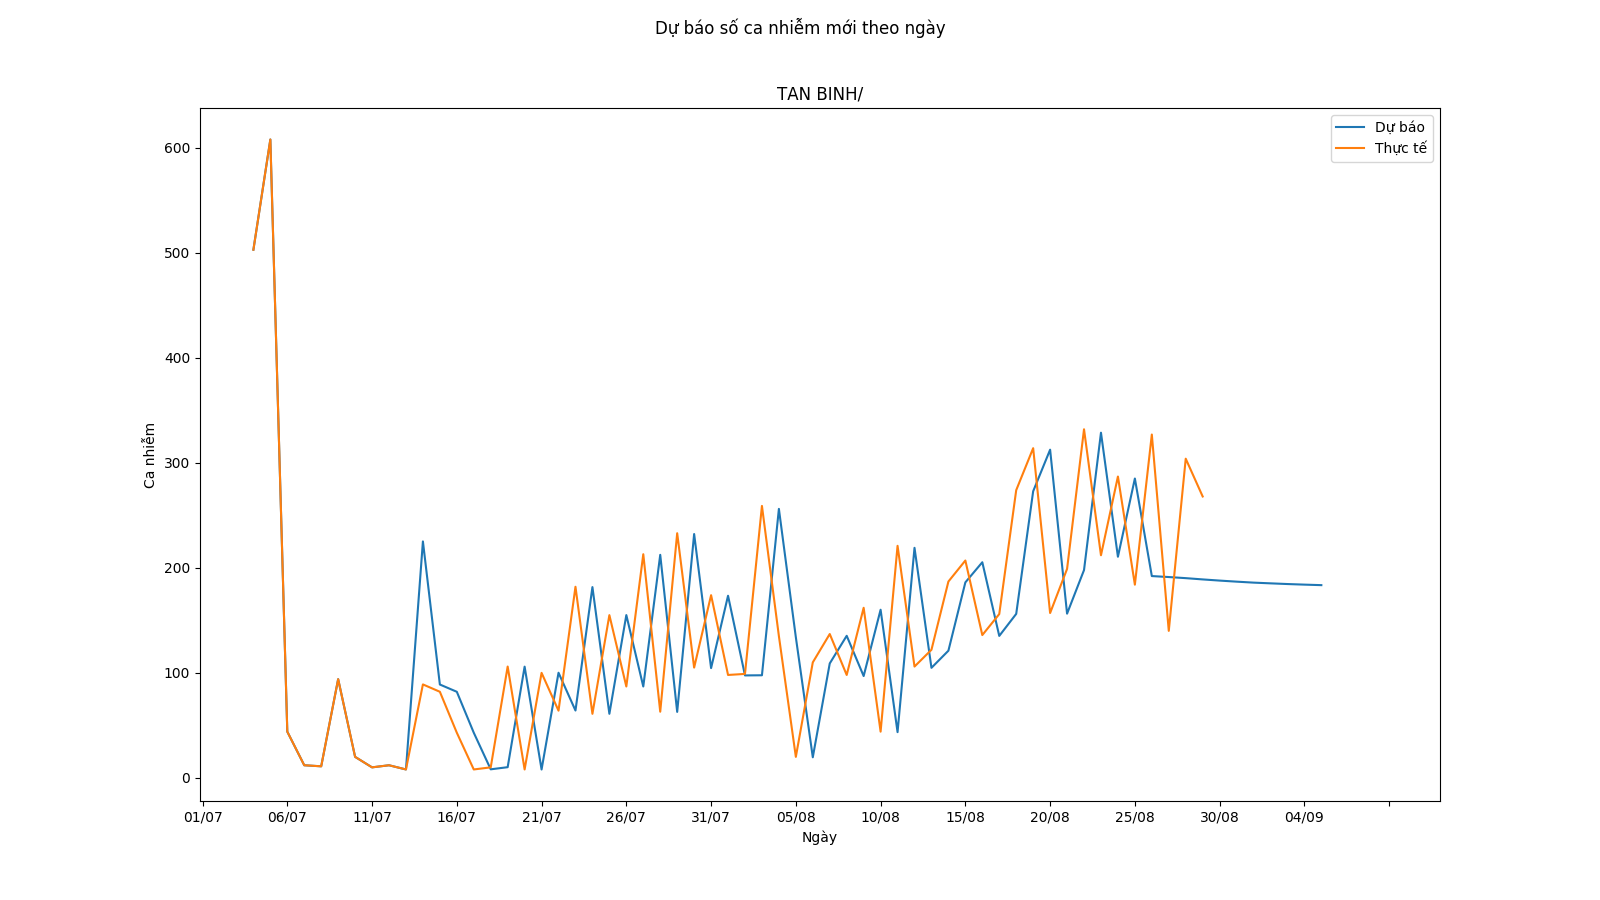 Dự báo số ca nhiễm mới theo ngày
TAN BINH/
Dự báo
Thực tế
600
500
400
300
200
100
0
Ca nhiễm
01/07 06/07 11/07 16/07 21/07 26/07 31/07 05/08 10/08 15/08 20/08 25/08 30/08 04/09
Ngày